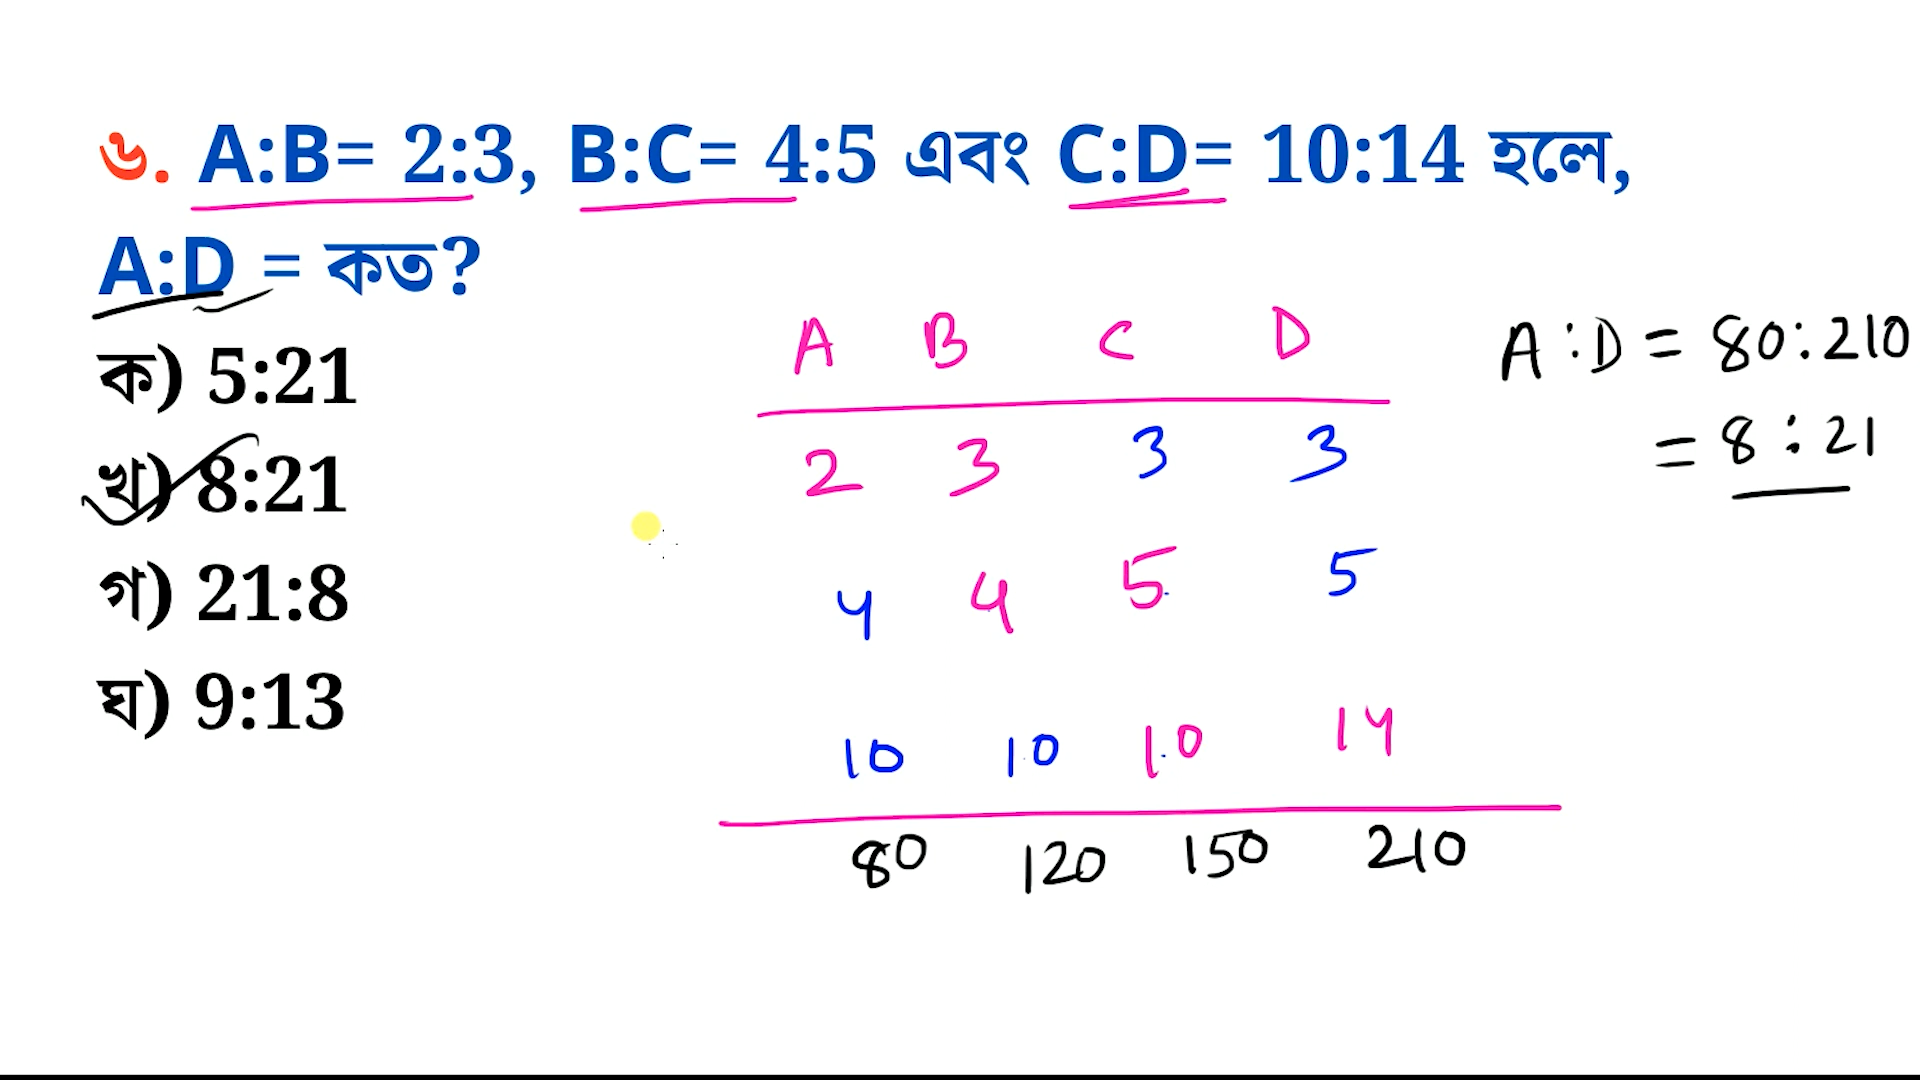 ৬. A:B= 2:3, B:C= 4:5 এবং C:D= 10:14 হলে,
A:D = কত?
ক) 5:21
খ) 8:21
গ) 21:8
ঘ) 9:13
A B C D
2 3 3 3
4 4 5 5
10 10 10 14
80 120 150 210
A:D = 80:210
= 8:21